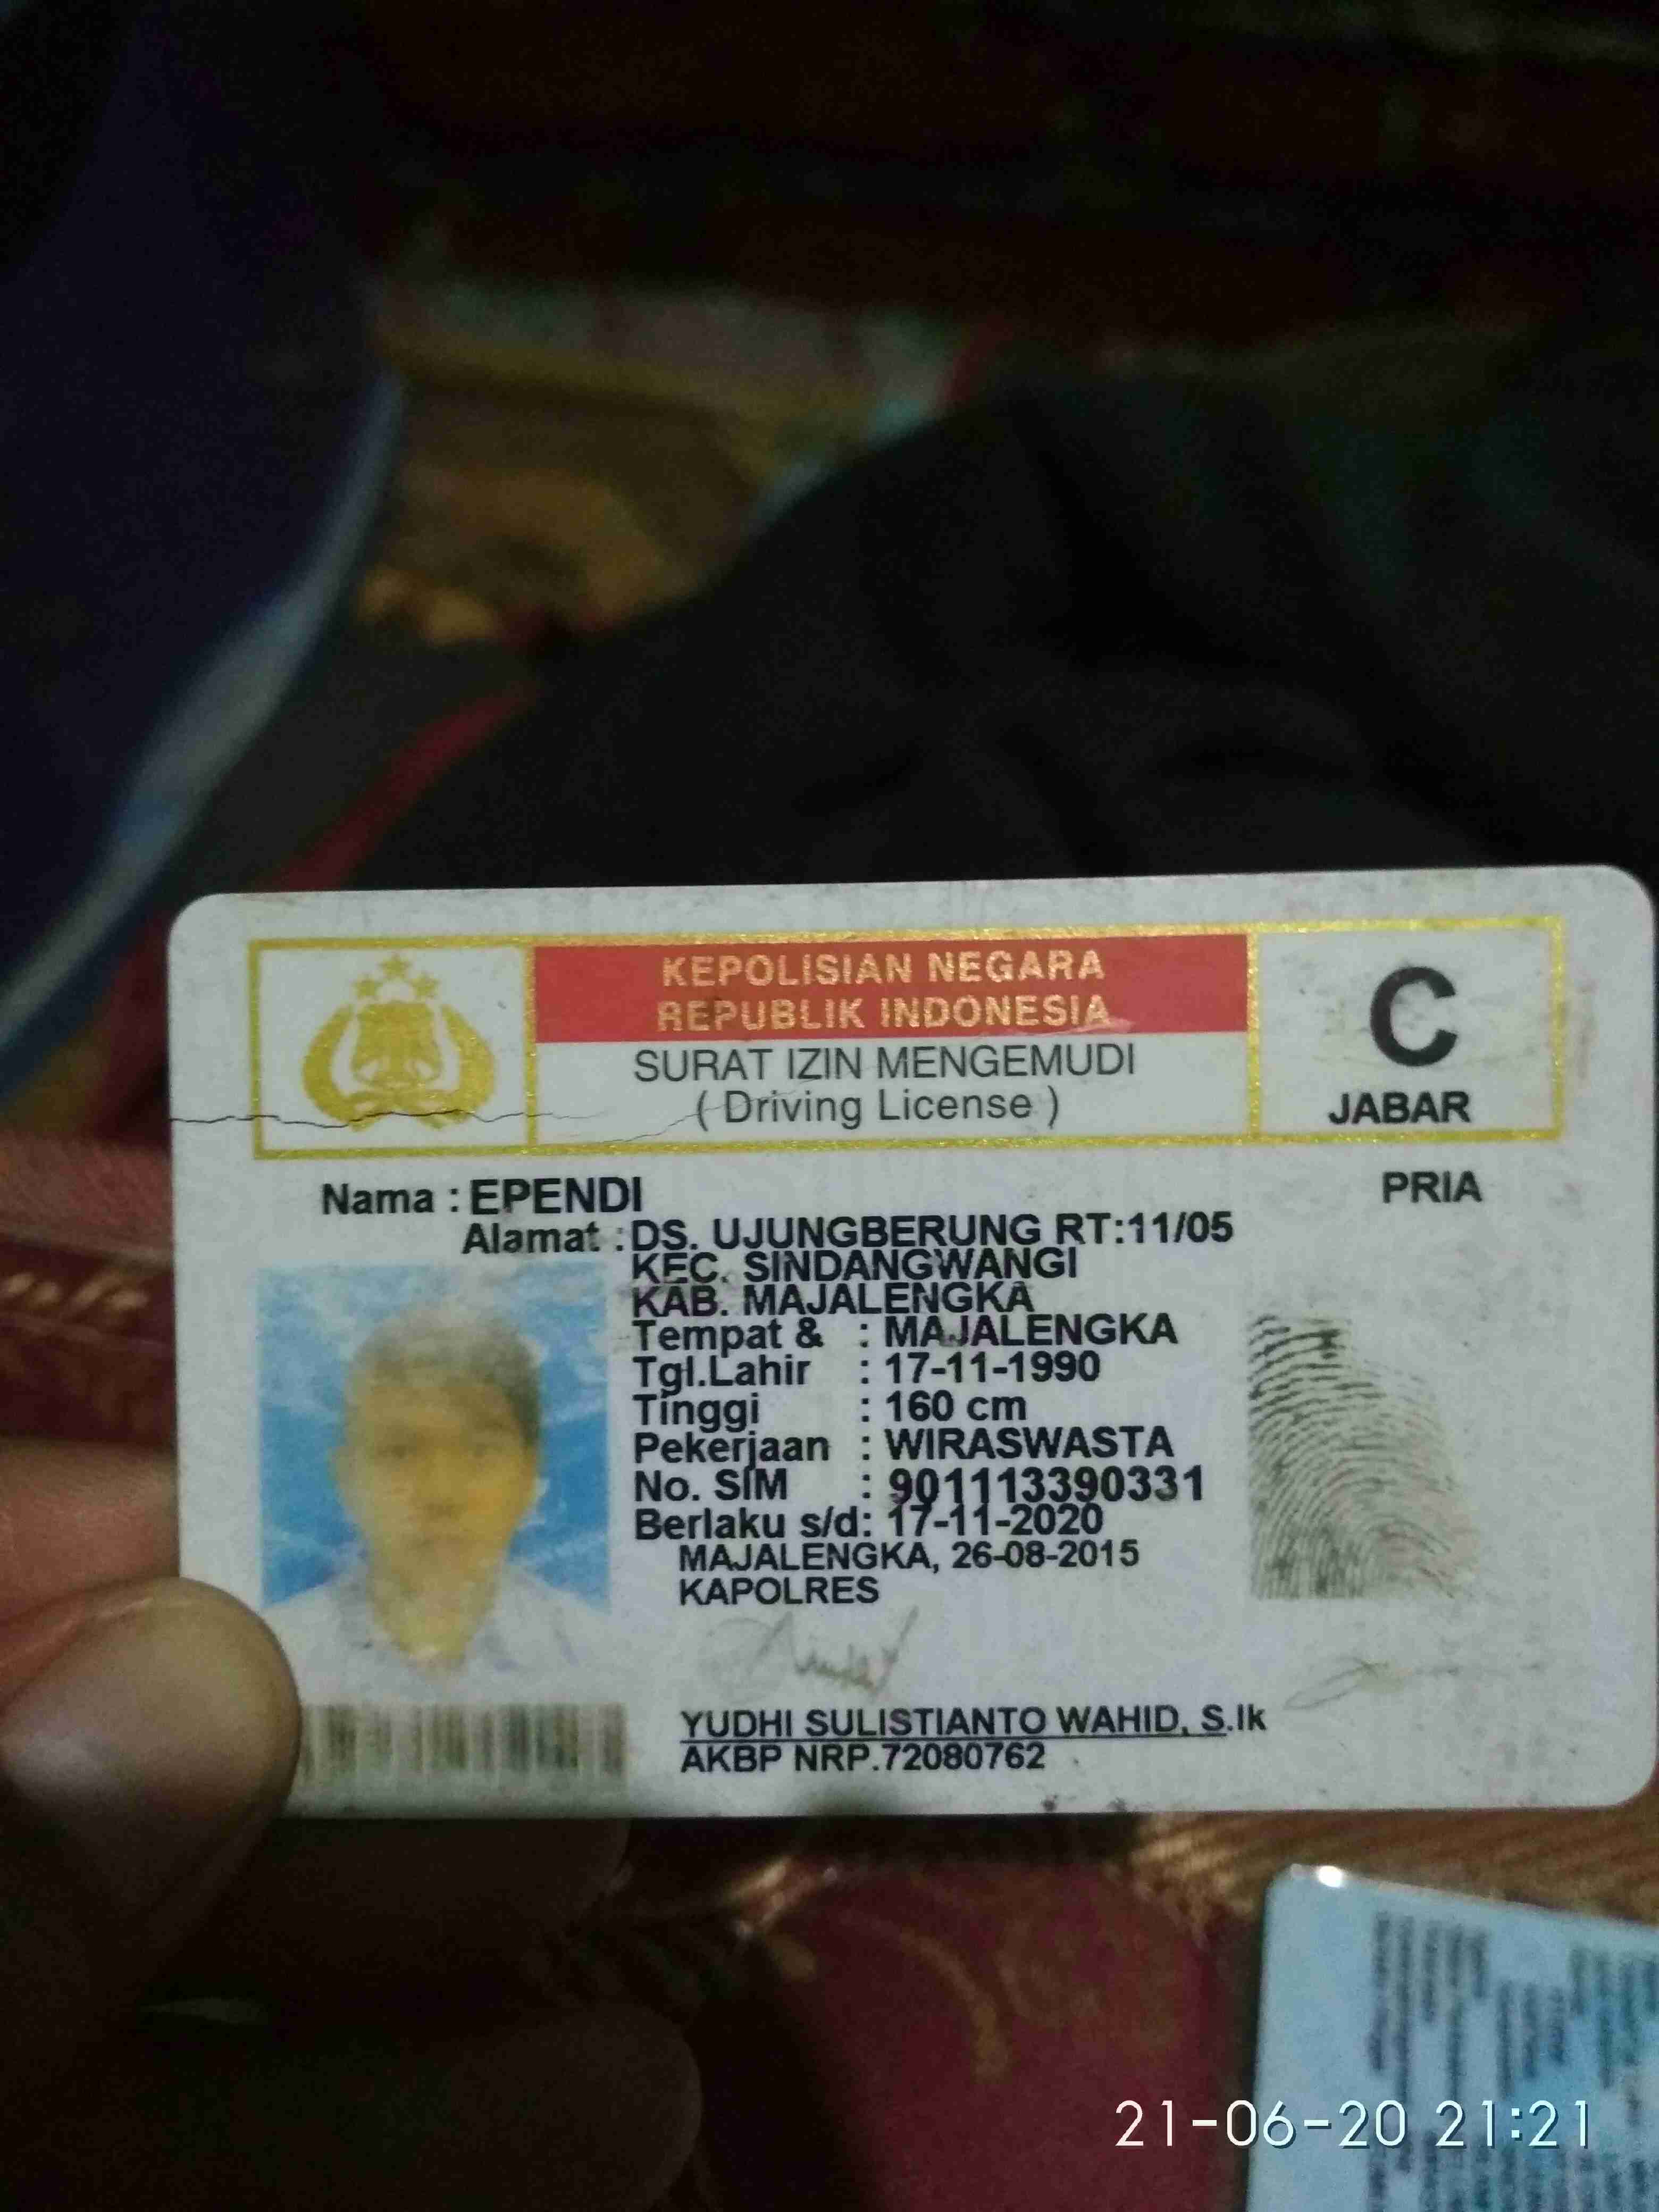 KEPOLISIAN NEGARA
REPUBLIK INDONESIA
SURAT IZIN MENGEMUDI
( Driving License )
C
JABAR
PRIA
Nama : EPENDI
Alamat : DS. UJUNGBERUNG RT:11/05
KEC. SINDANGWANGI
KAB. MAJALENGKA
Tempat & : MAJALENGKA
Tgl.Lahir : 17-11-1990
Tinggi : 160 cm
Pekerjaan : WIRASWASTA
No. SIM : 901113390331
Berlaku s/d: 17-11-2020
MAJALENGKA, 26-08-2015
KAPOLRES
YUDHI SULISTIANTO WAHID, S.Ik
AKBP NRP.72080762
21-06-20 21:21